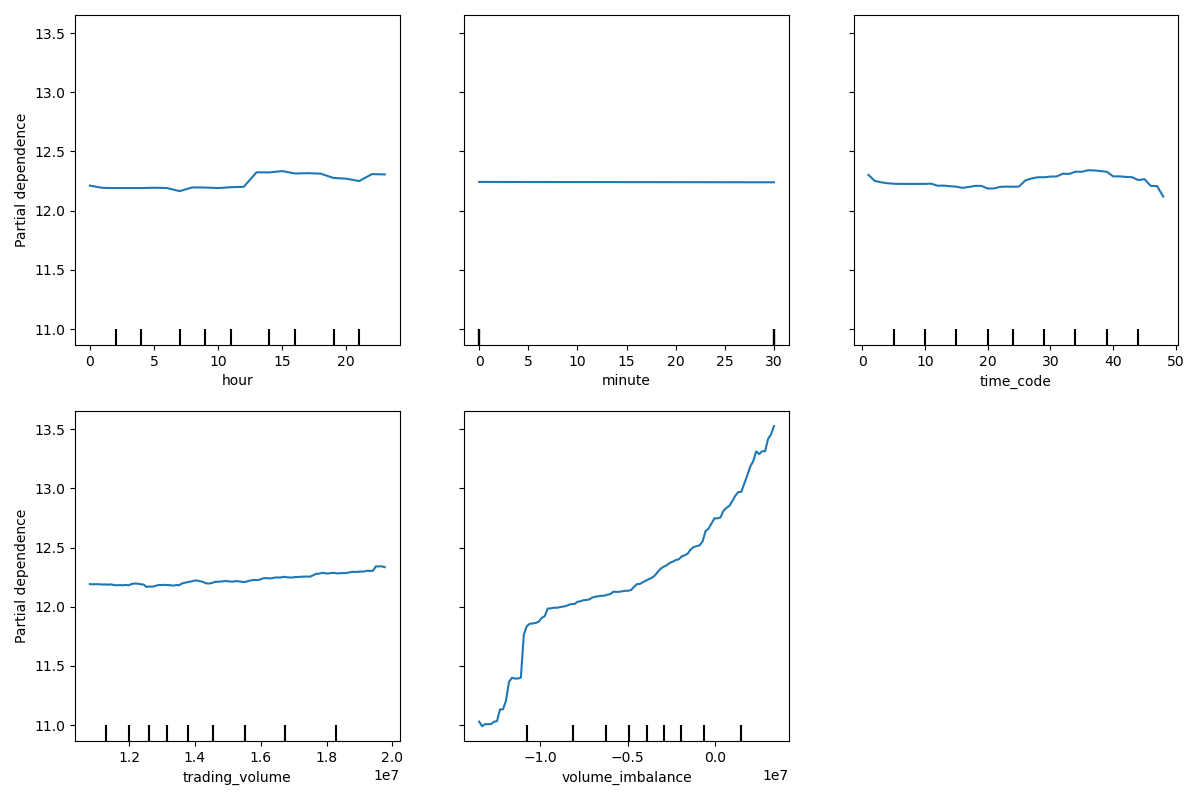 13.5
13.0
12.5
12.0
11.5
11.0
Partial dependence
0 5 10 15 20
hour
0 5 10 15 20 25 30
minute
0 10 20 30 40 50
time_code
13.5
13.0
12.5
12.0
11.5
11.0
Partial dependence
1.2 1.4 1.6 1.8 2.0
1e7
trading_volume
−1.0 −0.5 0.0
1e7
volume_imbalance